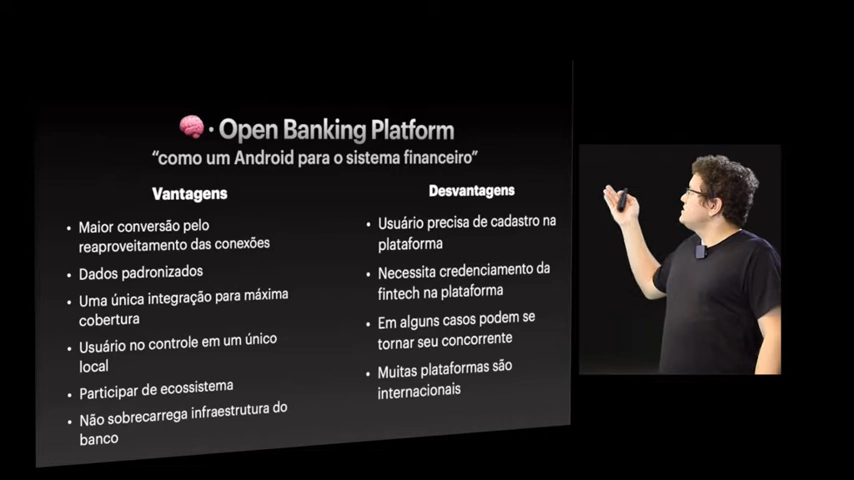 · Open Banking Platform
“como um Android para o sistema financeiro”
Vantagens
• Maior conversão pelo
reaproveitamento das conexões
• Dados padronizados
• Uma única integração para máxima
cobertura
• Usuário no controle em um único
local
• Participar de ecossistema
• Não sobrecarrega infraestrutura do
banco
Desvantagens
• Usuário precisa de cadastro na
plataforma
• Necessita credenciamento da
fintech na plataforma
• Em alguns casos podem se
tornar seu concorrente
• Muitas plataformas são
internacionais